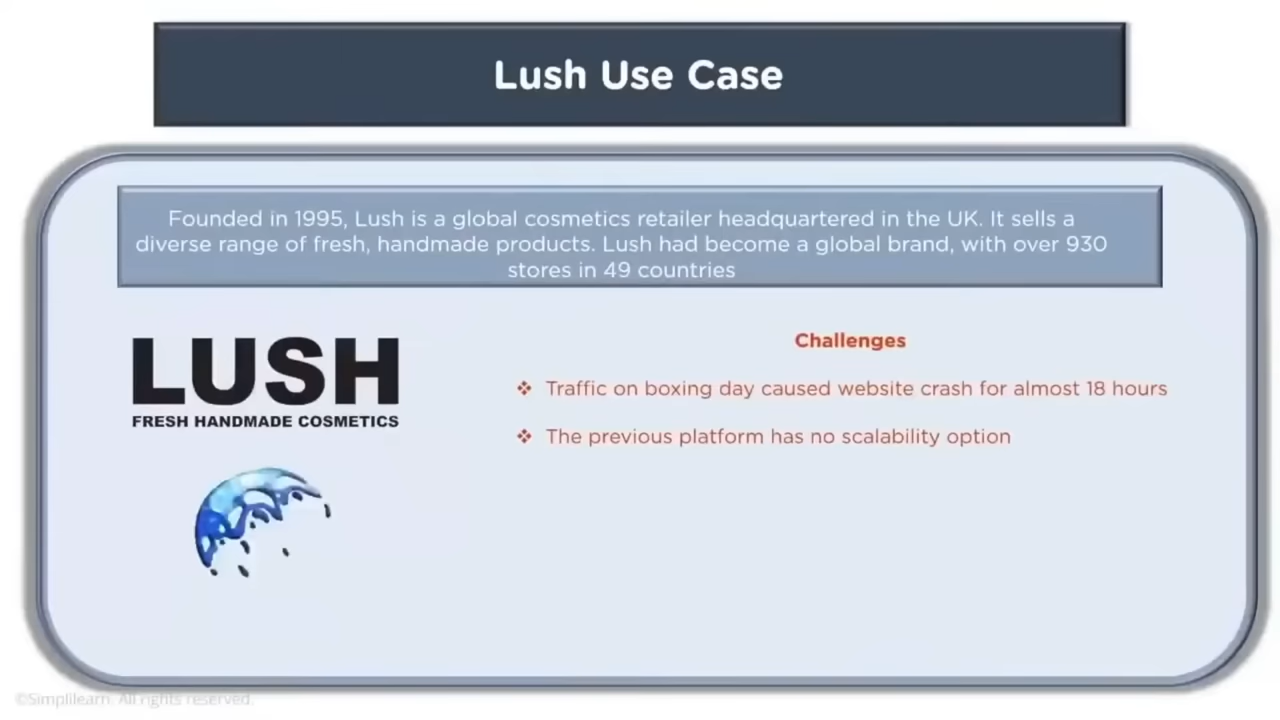 Lush Use Case
Founded in 1995, Lush is a global cosmetics retailer headquartered in the UK. It sells a
diverse range of fresh, handmade products. Lush had become a global brand, with over 930
stores in 49 countries
LUSH
FRESH HANDMADE COSMETICS
Challenges
❖ Traffic on boxing day caused website crash for almost 18 hours
❖ The previous platform has no scalability option
©Simplilearn. All rights reserved.